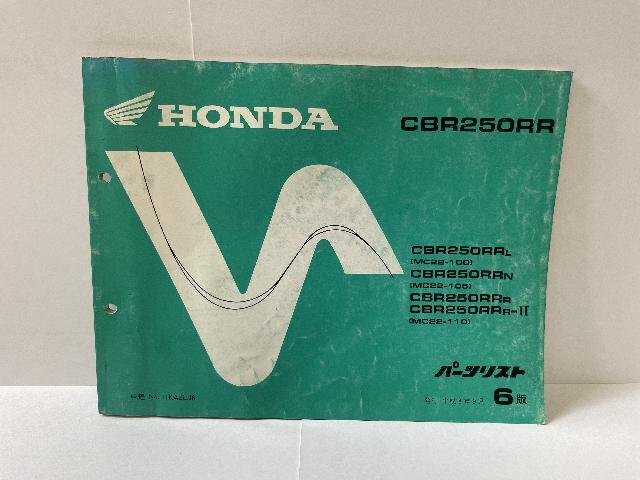 HONDA
CBR250RR
CBR250RRL
(MC22-100)
CBR250RRN
(MC22-105)
CBR250RRR
CBR250RRR-II
(MC22-110)
パーツリスト
6版